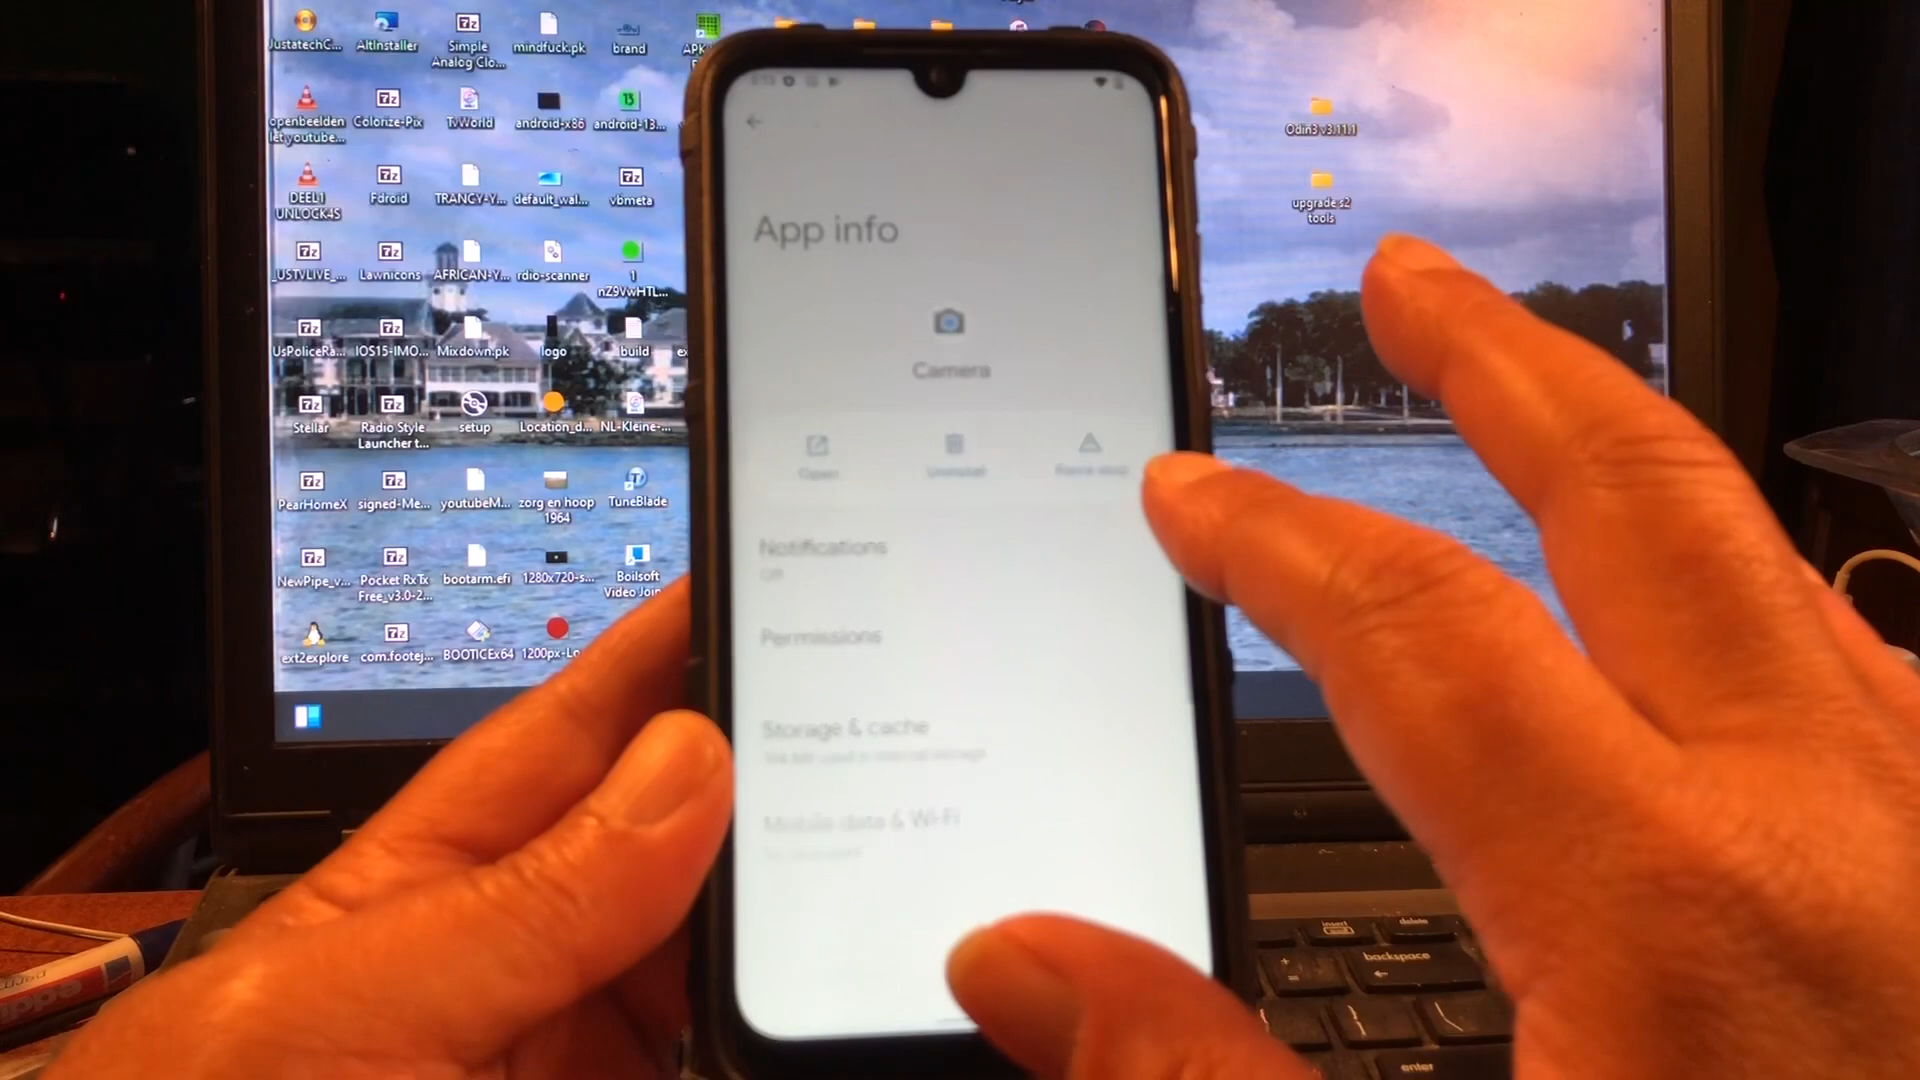 JustatechC...
AltInstaller
Simple
Analog Clo...
mindfuck.pk
brand
APK
openbeelden
let youtube...
Colorize-Pix
TvWorld
android-x86
android-13...
DEEL1
UNLOCK4S
Fdroid
TRANCY-Y...
default_wal...
vbmeta
_USTVLIVE_...
Lawnicons
AFRICAN-Y...
rdio-scanner
1
nZ9VwHTL...
UsPoliceRa...
IOS15-IMO...
Mixdown.pk
logo
build
Stellar
Radio Style
Launcher t...
setup
Location_d...
NL-Kleine-...
PearHomeX
signed-Me...
youtubeM...
zorg en hoop
1964
TuneBlade
NewPipe_v...
Pocket RxTx
Free_v3.0-2...
bootarm.efi
1280x720-s...
Boilsoft
Video Join
ext2explore
com.footej...
BOOTICEx64
1200px-Lo
Odin3 v3.11.1
upgrade s2
tools
App info
Camera
Open
Uninstall
Force stop
Notifications
Off
Permissions
Storage & cache
Mobile data & Wi-Fi
insert
delete
backspace
enter